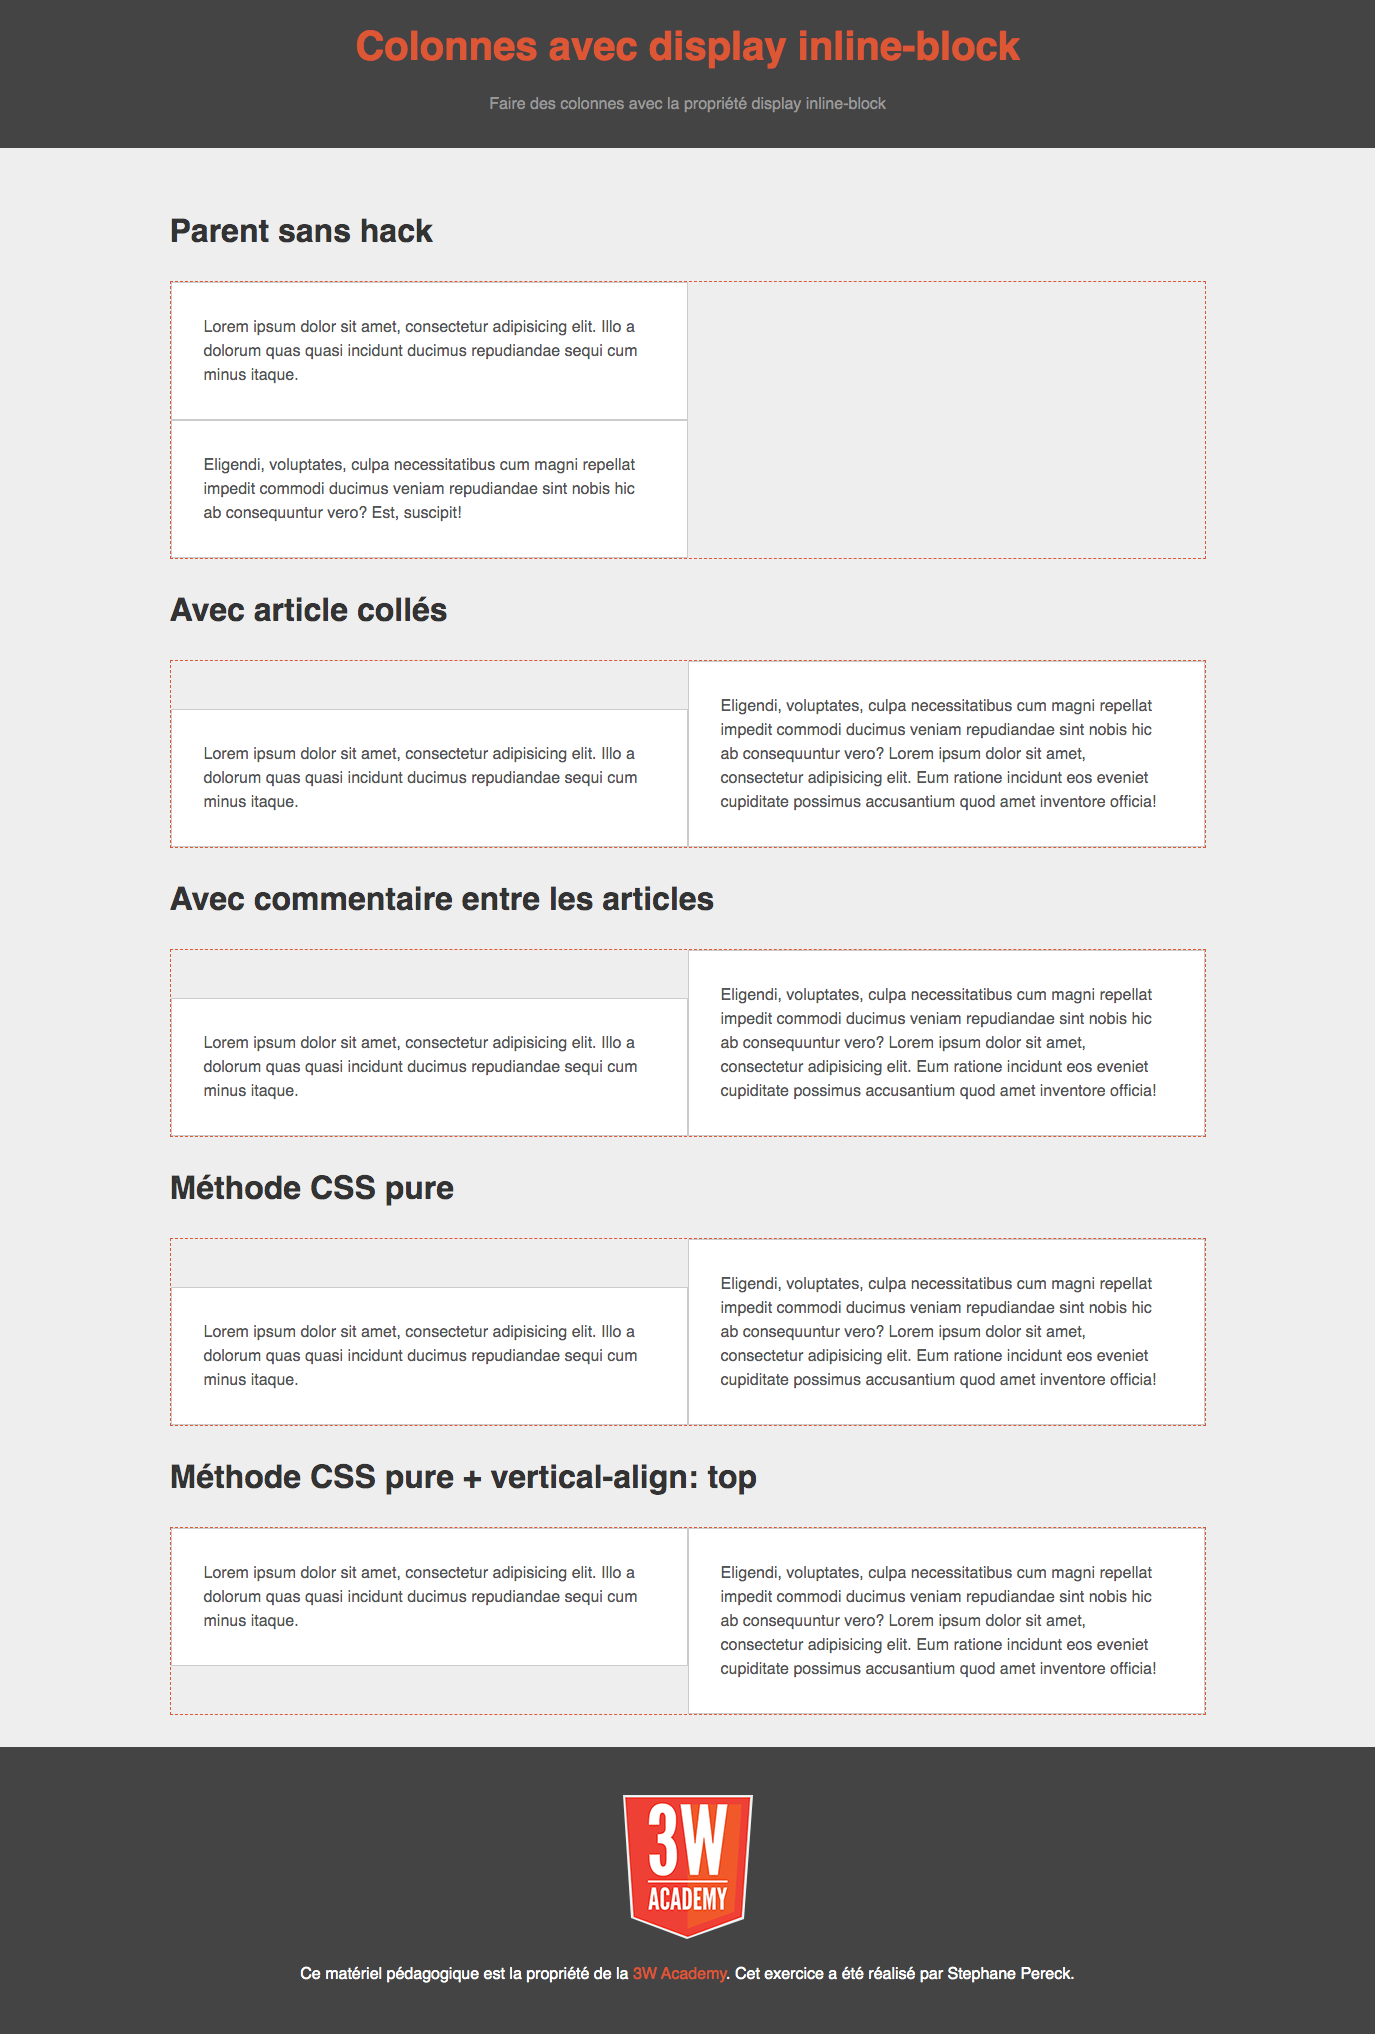 Colonnes avec display inline-block
Faire des colonnes avec la propriété display inline-block
Parent sans hack
Lorem ipsum dolor sit amet, consectetur adipisicing elit. Illo a
dolorum quas quasi incidunt ducimus repudiandae sequi cum
minus itaque.
Eligendi, voluptates, culpa necessitatibus cum magni repellat
impedit commodi ducimus veniam repudiandae sint nobis hic
ab consequuntur vero? Est, suscipit!
Avec article collés
Lorem ipsum dolor sit amet, consectetur adipisicing elit. Illo a
dolorum quas quasi incidunt ducimus repudiandae sequi cum
minus itaque.
Eligendi, voluptates, culpa necessitatibus cum magni repellat
impedit commodi ducimus veniam repudiandae sint nobis hic
ab consequuntur vero? Lorem ipsum dolor sit amet,
consectetur adipisicing elit. Eum ratione incidunt eos eveniet
cupiditate possimus accusantium quod amet inventore officia!
Avec commentaire entre les articles
Lorem ipsum dolor sit amet, consectetur adipisicing elit. Illo a
dolorum quas quasi incidunt ducimus repudiandae sequi cum
minus itaque.
Eligendi, voluptates, culpa necessitatibus cum magni repellat
impedit commodi ducimus veniam repudiandae sint nobis hic
ab consequuntur vero? Lorem ipsum dolor sit amet,
consectetur adipisicing elit. Eum ratione incidunt eos eveniet
cupiditate possimus accusantium quod amet inventore officia!
Méthode CSS pure
Lorem ipsum dolor sit amet, consectetur adipisicing elit. Illo a
dolorum quas quasi incidunt ducimus repudiandae sequi cum
minus itaque.
Eligendi, voluptates, culpa necessitatibus cum magni repellat
impedit commodi ducimus veniam repudiandae sint nobis hic
ab consequuntur vero? Lorem ipsum dolor sit amet,
consectetur adipisicing elit. Eum ratione incidunt eos eveniet
cupiditate possimus accusantium quod amet inventore officia!
Méthode CSS pure + vertical-align: top
Lorem ipsum dolor sit amet, consectetur adipisicing elit. Illo a
dolorum quas quasi incidunt ducimus repudiandae sequi cum
minus itaque.
Eligendi, voluptates, culpa necessitatibus cum magni repellat
impedit commodi ducimus veniam repudiandae sint nobis hic
ab consequuntur vero? Lorem ipsum dolor sit amet,
consectetur adipisicing elit. Eum ratione incidunt eos eveniet
cupiditate possimus accusantium quod amet inventore officia!
3W
ACADEMY
Ce matériel pédagogique est la propriété de la 3W Academy. Cet exercice a été réalisé par Stephane Pereck.